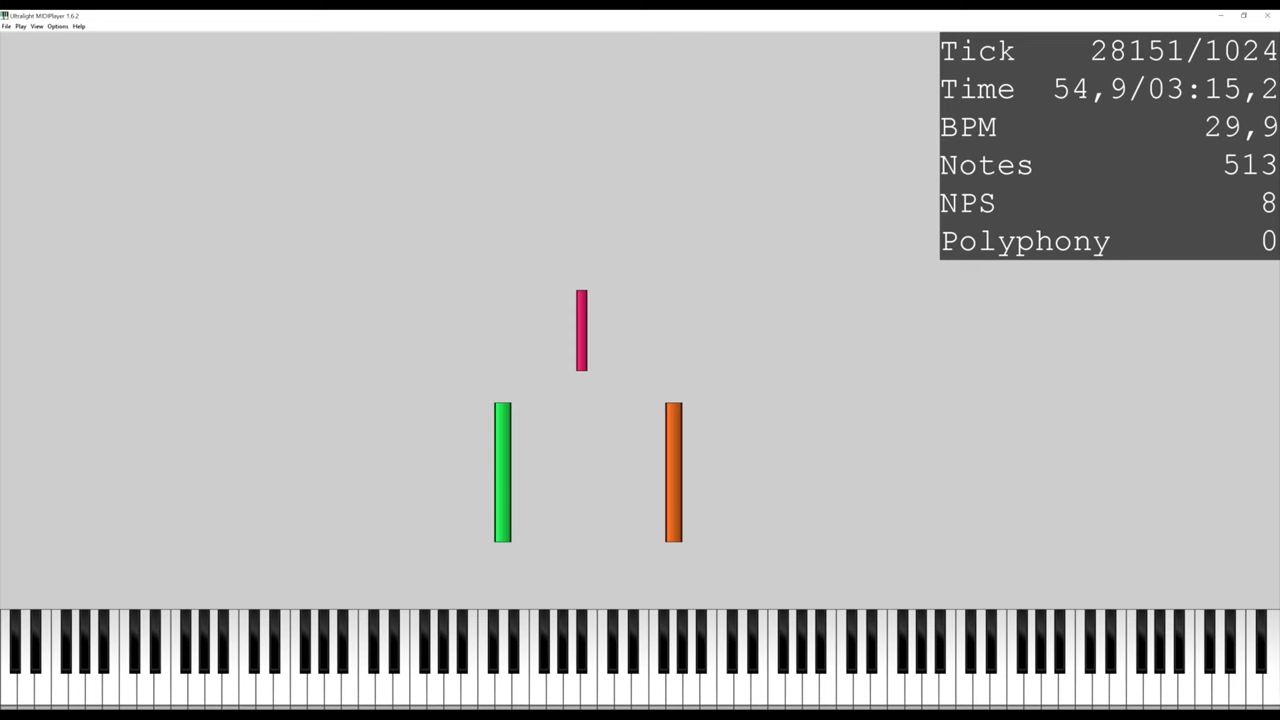 Ultralight MIDIPlayer 1.6.2
File Play View Options Help
Tick 28151/1024
Time 54,9/03:15,2
BPM 29,9
Notes 513
NPS 8
Polyphony 0